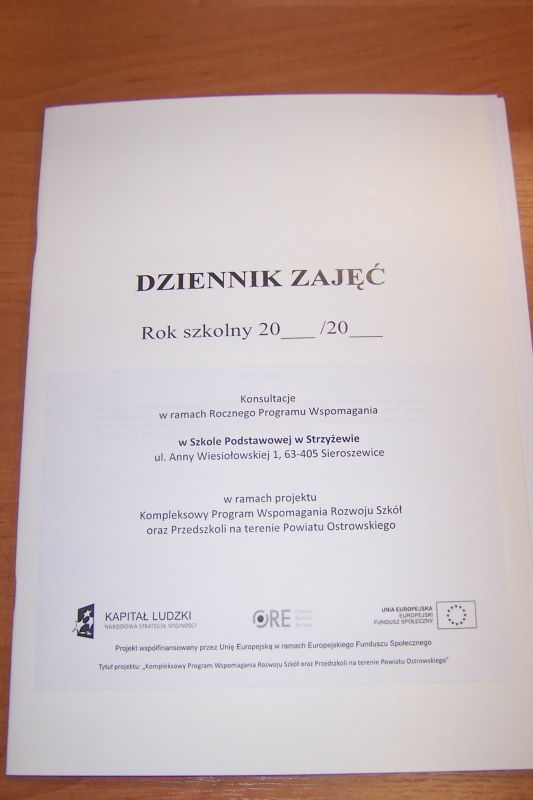 DZIENNIK ZAJĘĆ
Rok szkolny 20___ /20___
Konsultacje
w ramach Rocznego Programu Wspomagania
w Szkole Podstawowej w Strzyżewie
ul. Anny Wiesiołowskiej 1, 63-405 Sieroszewice
w ramach projektu
Kompleksowy Program Wspomagania Rozwoju Szkół
oraz Przedszkoli na terenie Powiatu Ostrowskiego
KAPITAŁ LUDZKI
NARODOWA STRATEGIA SPÓJNOŚCI
ORE
UNIA EUROPEJSKA
EUROPEJSKI
FUNDUSZ SPOŁECZNY
Projekt współfinansowany przez Unię Europejską w ramach Europejskiego Funduszu Społecznego
Tytuł projektu: „Kompleksowy Program Wspomagania Rozwoju Szkół oraz Przedszkoli na terenie Powiatu Ostrowskiego"